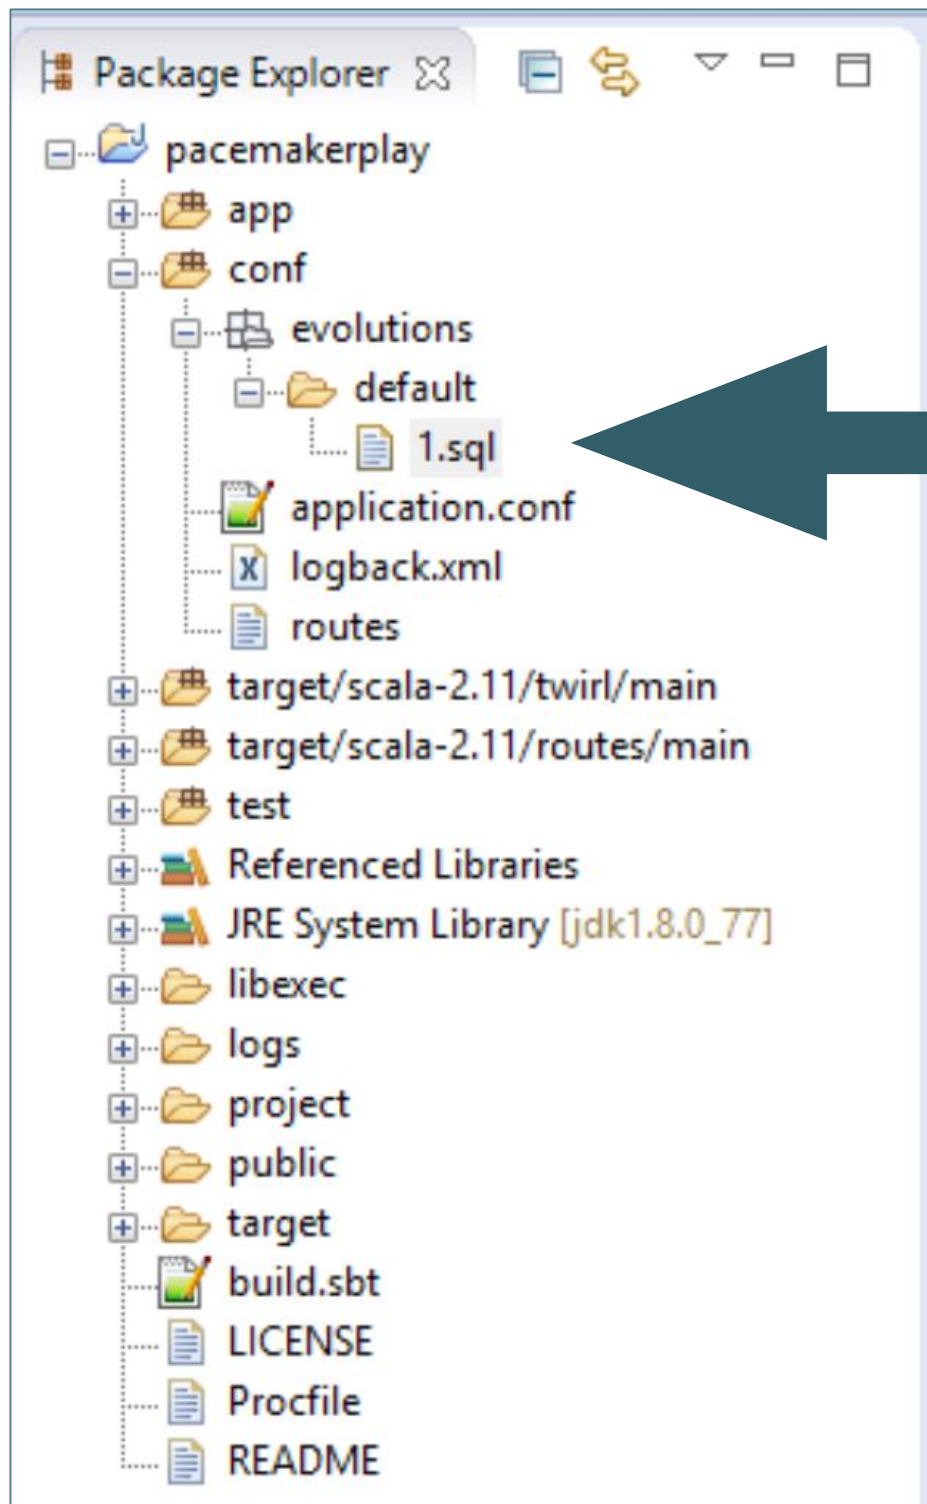 Package Explorer
pacemakerplay
app
conf
evolutions
default
1.sql
application.conf
logback.xml
routes
target/scala-2.11/twirl/main
target/scala-2.11/routes/main
test
Referenced Libraries
JRE System Library [jdk1.8.0_77]
libexec
logs
project
public
target
build.sbt
LICENSE
Procfile
README